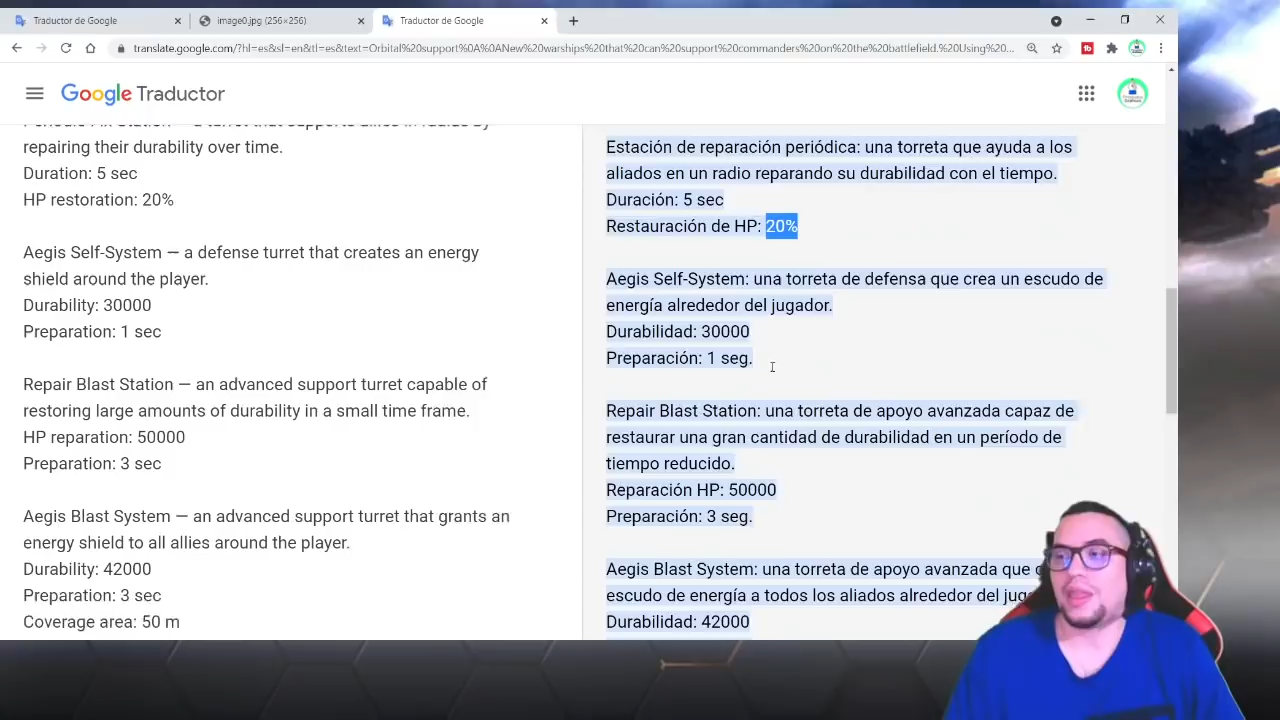 Traductor de Google
image0.jpg (256×256)
Traductor de Google
translate.google.com/?hl=es&sl=en&tl=es&text=Orbital%20support%0A%0ANew%20warships%20that%20can%20support%20commanders%20on%20the%20battlefield.%20Using%20...
Google Traductor
Periodic Fix Station — a turret that supports allies in radius by
repairing their durability over time.
Duration: 5 sec
HP restoration: 20%
Aegis Self-System — a defense turret that creates an energy
shield around the player.
Durability: 30000
Preparation: 1 sec
Repair Blast Station — an advanced support turret capable of
restoring large amounts of durability in a small time frame.
HP reparation: 50000
Preparation: 3 sec
Aegis Blast System — an advanced support turret that grants an
energy shield to all allies around the player.
Durability: 42000
Preparation: 3 sec
Coverage area: 50 m
Estación de reparación periódica: una torreta que ayuda a los
aliados en un radio reparando su durabilidad con el tiempo.
Duración: 5 sec
Restauración de HP: 20%
Aegis Self-System: una torreta de defensa que crea un escudo de
energía alrededor del jugador.
Durabilidad: 30000
Preparación: 1 seg.
Repair Blast Station: una torreta de apoyo avanzada capaz de
restaurar una gran cantidad de durabilidad en un período de
tiempo reducido.
Reparación HP: 50000
Preparación: 3 seg.
Aegis Blast System: una torreta de apoyo avanzada que
escudo de energía a todos los aliados alrededor del
Durabilidad: 42000